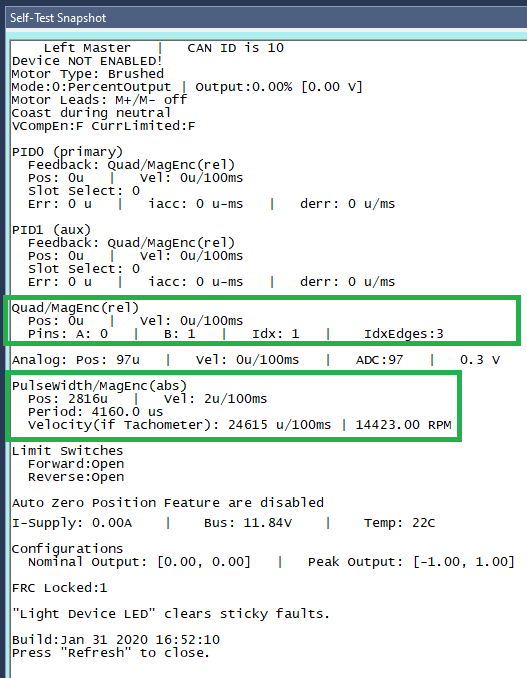 Self-Test Snapshot
Left Master | CAN ID is 10
Device NOT ENABLED!
Motor Type: Brushed
Mode:0:PercentOutput | Output:0.00% [0.00 V]
Motor Leads: M+/M- off
Coast during neutral
VCompEn:F CurrLimited:F
PID0 (primary)
Feedback: Quad/MagEnc(rel)
Pos: 0u | Vel: 0u/100ms
Slot Select: 0
Err: 0 u | iacc: 0 u-ms | derr: 0 u/ms
PID1 (aux)
Feedback: Quad/MagEnc(rel)
Pos: 0u | Vel: 0u/100ms
Slot Select: 0
Err: 0 u | iacc: 0 u-ms | derr: 0 u/ms
Quad/MagEnc(rel)
Pos: 0u | Vel: 0u/100ms
Pins: A: 0 | B: 1 | Idx: 1 | IdxEdges:3
Analog: Pos: 97u | Vel: 0u/100ms | ADC:97 | 0.3 V
PulseWidth/MagEnc(abs)
Pos: 2816u | Vel: 2u/100ms
Period: 4160.0 us
Velocity(if Tachometer): 24615 u/100ms | 14423.00 RPM
Limit Switches
Forward:Open
Reverse:Open
Auto Zero Position Feature are disabled
I-Supply: 0.00A | Bus: 11.84V | Temp: 22C
Configurations
Nominal Output: [0.00, 0.00] | Peak Output: [-1.00, 1.00]
FRC Locked:1
"Light Device LED" clears sticky faults.
Build:Jan 31 2020 16:52:10
Press "Refresh" to close.